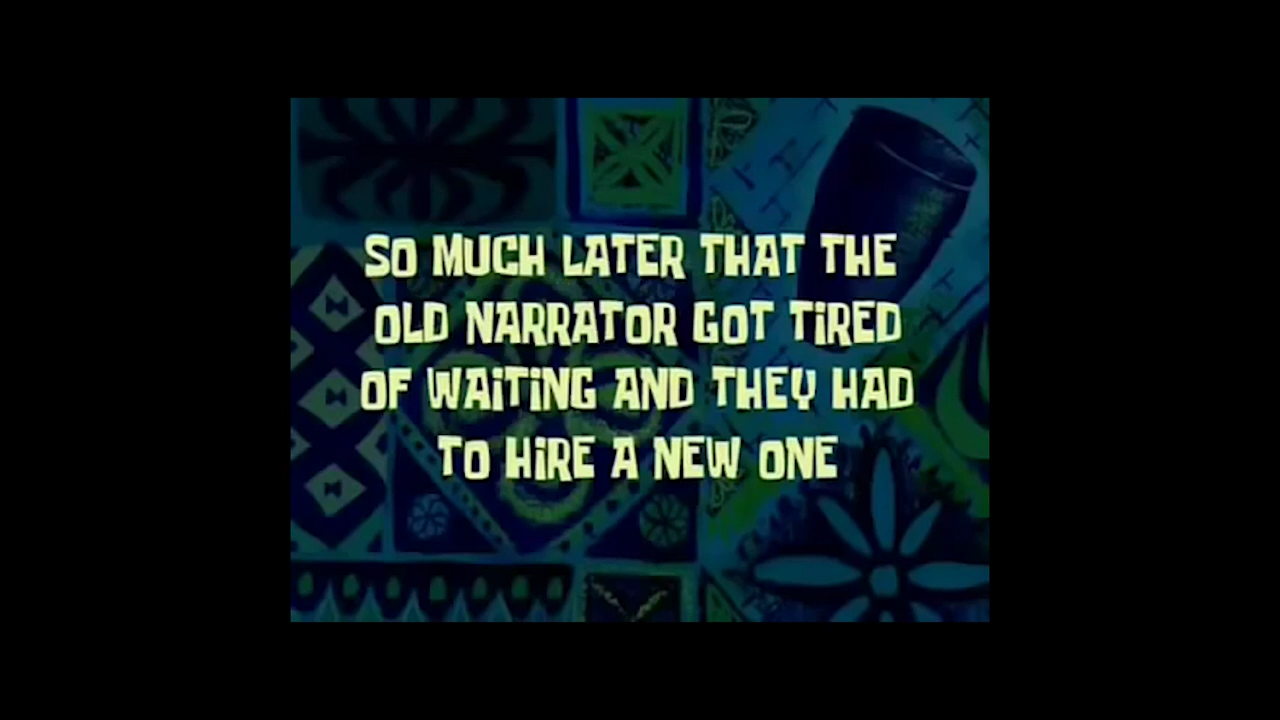 SO MUCH LATER THAT THE
OLD NARRATOR GOT TiRED
OF WAiTiNG AND THEY HAD
TO HiRE A NEW ONE